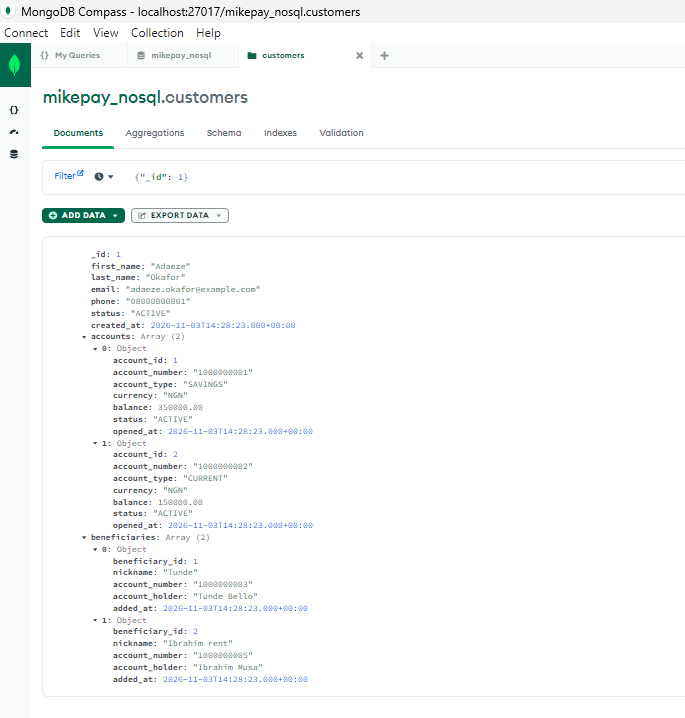 MongoDB Compass - localhost:27017/mikepay_nosql.customers
Connect Edit View Collection Help
{} My Queries mikepay_nosql customers
mikepay_nosql.customers
Documents Aggregations Schema Indexes Validation
Filter {"_id": 1}
ADD DATA EXPORT DATA
_id: 1
first_name: "Adaeze"
last_name: "Okafor"
email: "adaeze.okafor@example.com"
phone: "08000000001"
status: "ACTIVE"
created_at: 2026-11-03T14:28:23.000+00:00
accounts: Array (2)
0: Object
account_id: 1
account_number: "1000000001"
account_type: "SAVINGS"
currency: "NGN"
balance: 350000.00
status: "ACTIVE"
opened_at: 2026-11-03T14:28:23.000+00:00
1: Object
account_id: 2
account_number: "1000000002"
account_type: "CURRENT"
currency: "NGN"
balance: 150000.00
status: "ACTIVE"
opened_at: 2026-11-03T14:28:23.000+00:00
beneficiaries: Array (2)
0: Object
beneficiary_id: 1
nickname: "Tunde"
account_number: "1000000003"
account_holder: "Tunde Bello"
added_at: 2026-11-03T14:28:23.000+00:00
1: Object
beneficiary_id: 2
nickname: "Ibrahim rent"
account_number: "1000000005"
account_holder: "Ibrahim Musa"
added_at: 2026-11-03T14:28:23.000+00:00